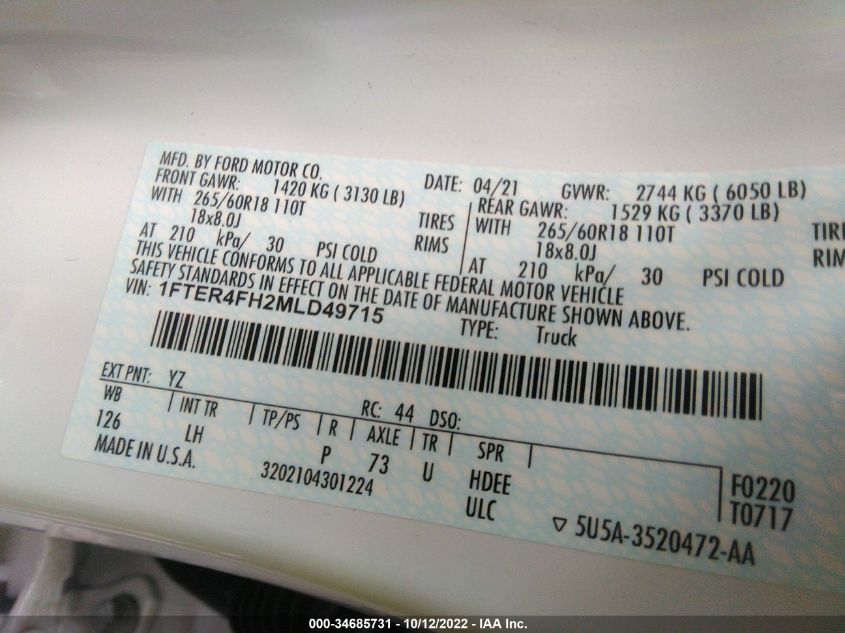 MFD. BY FORD MOTOR CO.
DATE: 04/21 GVWR: 2744 KG ( 6050 LB)
FRONT GAWR: 1420 KG ( 3130 LB)
WITH 265/60R18 110T TIRES
18x8.0J RIMS
AT 210 kPa/ 30 PSI COLD
REAR GAWR: 1529 KG ( 3370 LB)
WITH 265/60R18 110T
18x8.0J
AT 210 kPa/ 30 PSI COLD
THIS VEHICLE CONFORMS TO ALL APPLICABLE FEDERAL MOTOR VEHICLE
SAFETY STANDARDS IN EFFECT ON THE DATE OF MANUFACTURE SHOWN ABOVE.
VIN: 1FTER4FH2MLD49715
TYPE: Truck
EXT PNT: YZ RC: 44 DSO:
WB INT TR TP/PS R AXLE TR SPR
126 LH P 73 U HDEE
ULC
F0220
T0717
MADE IN U.S.A. 3202104301224
▽ 5U5A-3520472-AA
000-34685731 - 10/12/2022 - IAA Inc.